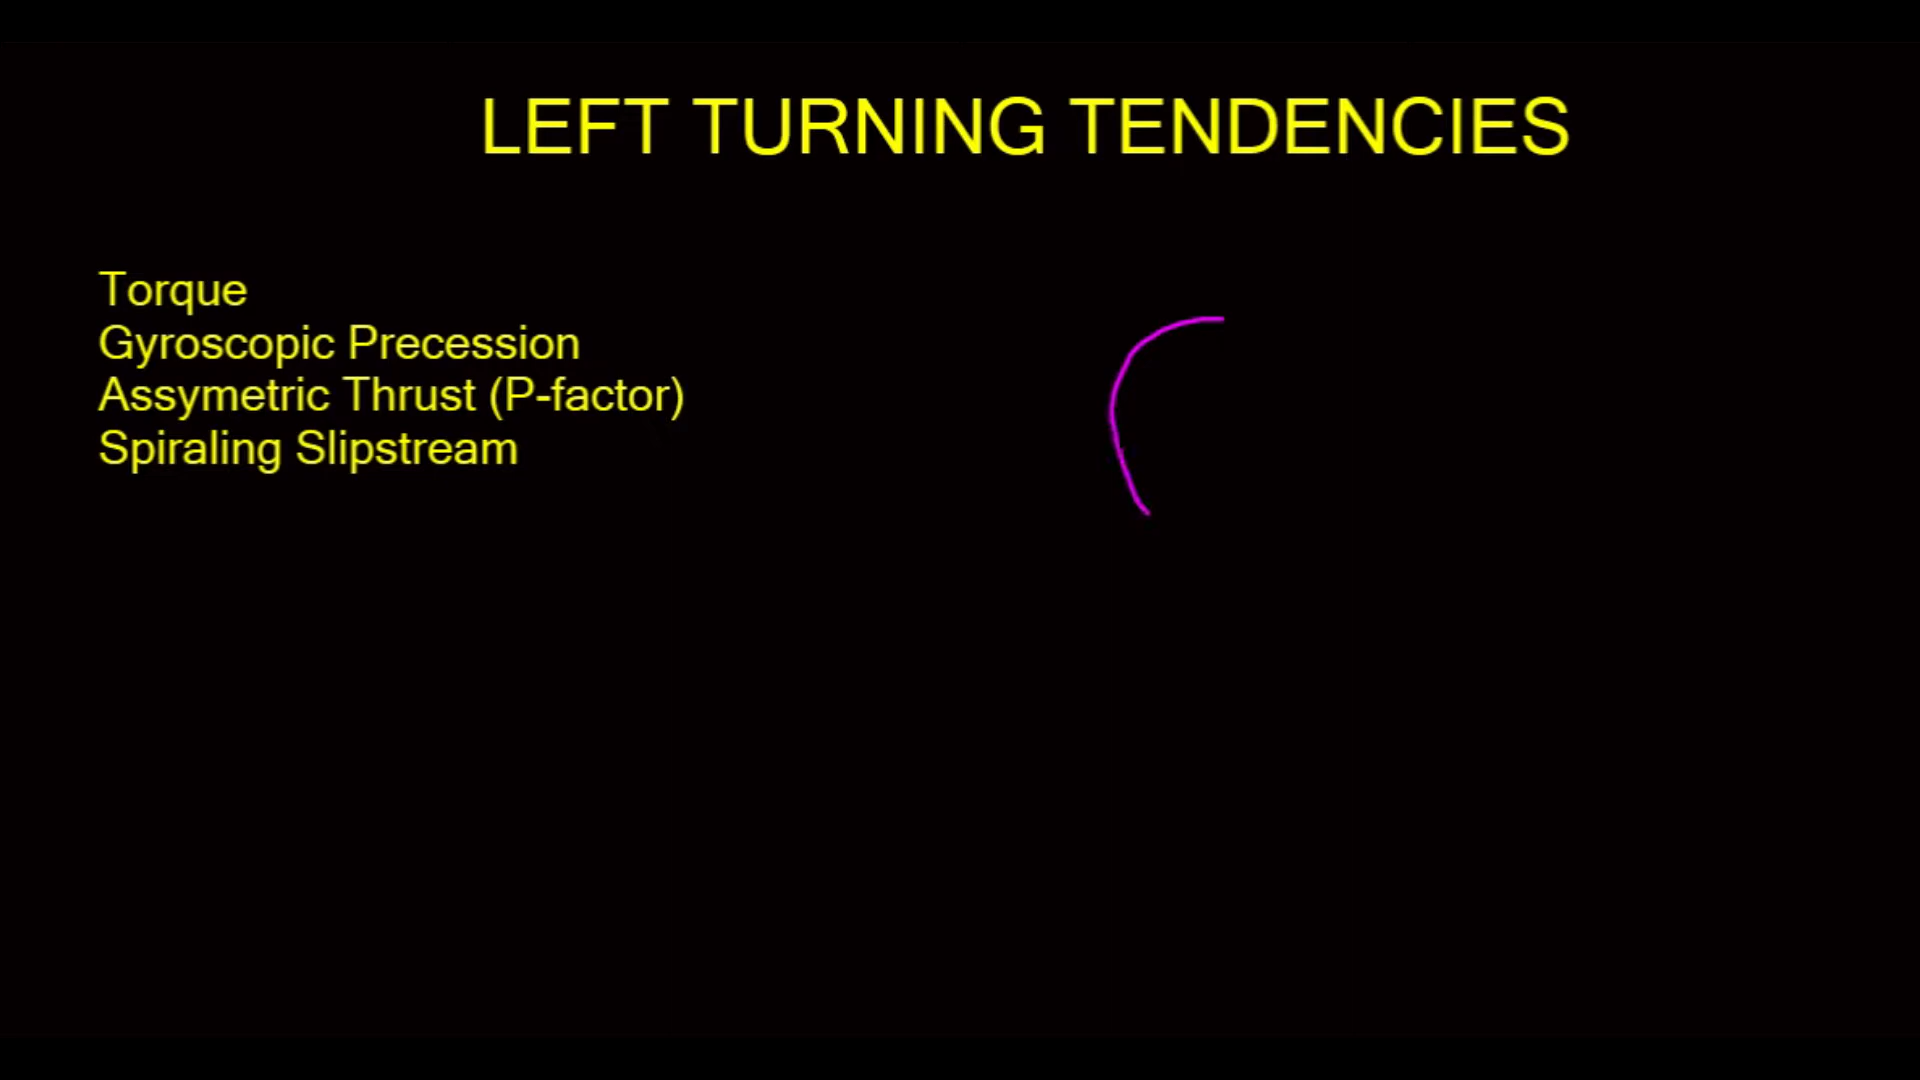 LEFT TURNING TENDENCIES
Torque
Gyroscopic Precession
Assymetric Thrust (P-factor)
Spiraling Slipstream